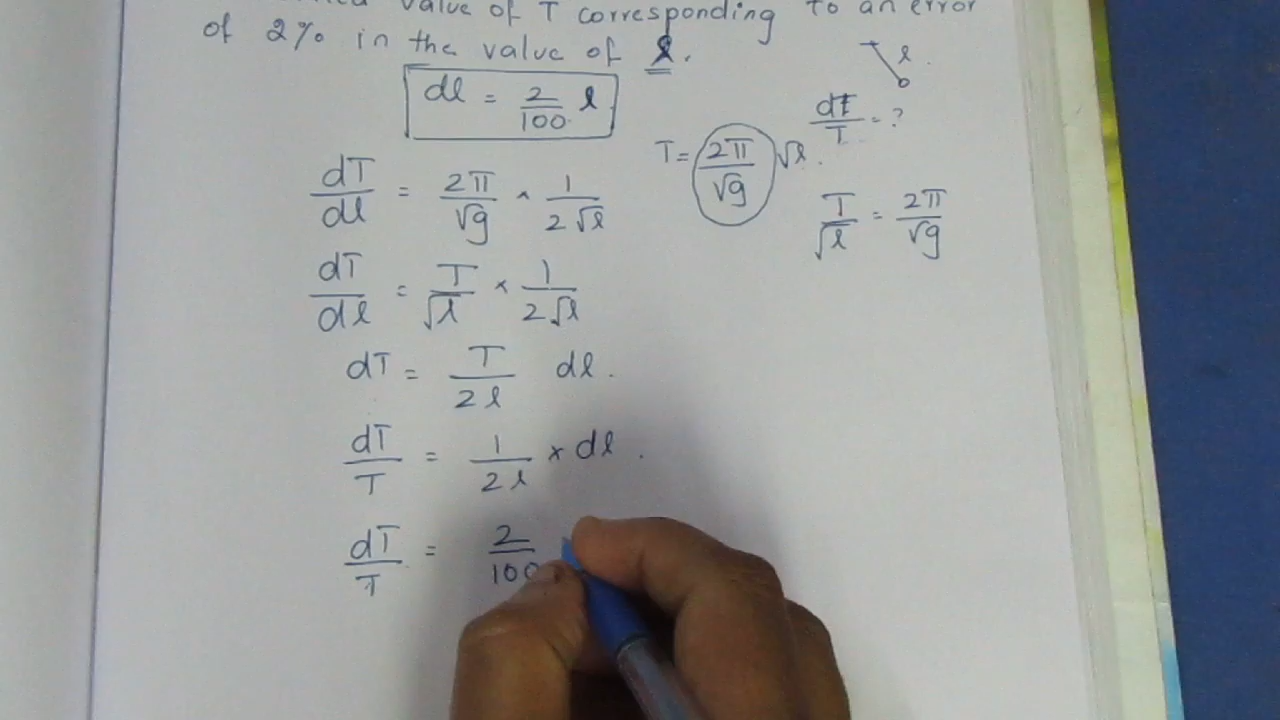 value of T corresponding to an error
of 2% in the value of l.
l.
dl = 2/100 l
dT/T = ?
T = 2π/√g √l.
dT/dl = 2π/√g × 1/2√l
T/√l = 2π/√g
dT/dl = T/√l × 1/2√l
dT = T/2l dl.
dT/T = 1/2l × dl.
dT/T = 2/100